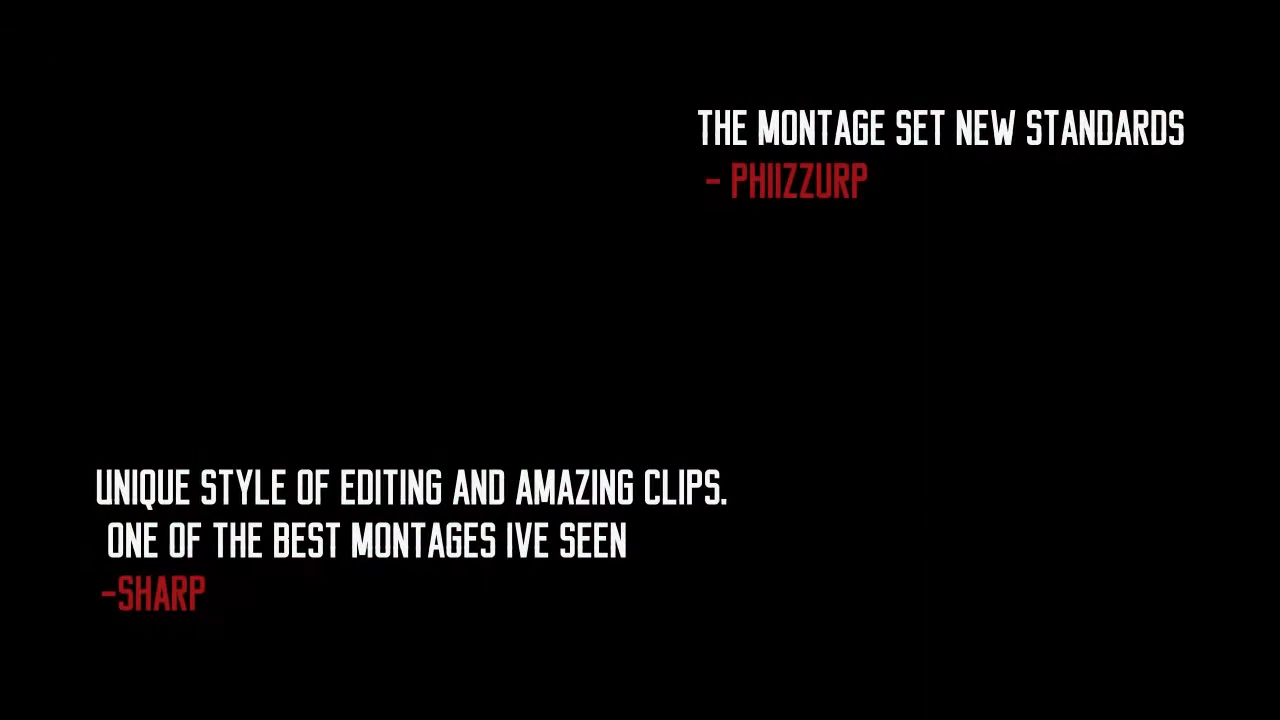 THE MONTAGE SET NEW STANDARDS
- PHIIZZURP
UNIQUE STYLE OF EDITING AND AMAZING CLIPS.
ONE OF THE BEST MONTAGES IVE SEEN
-SHARP